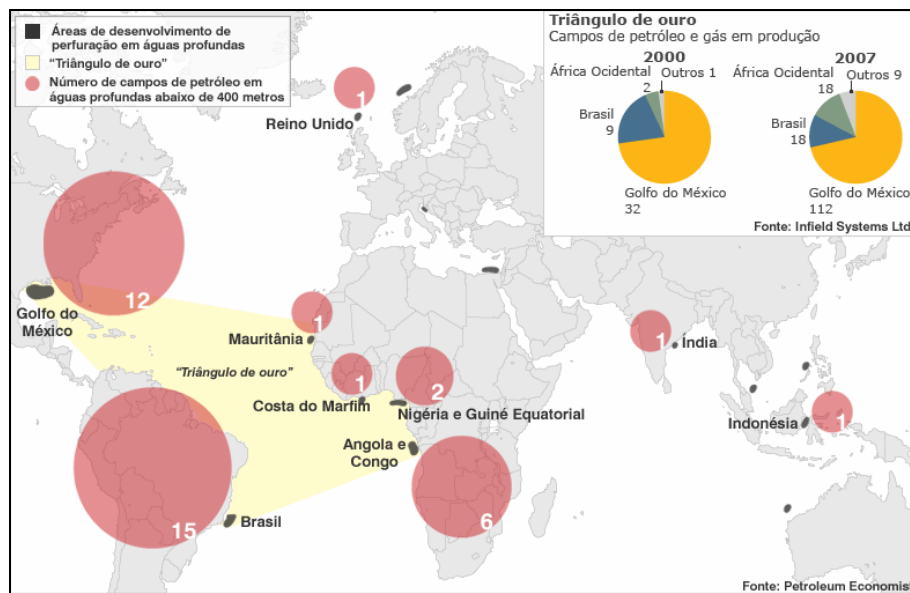 Áreas de desenvolvimento de
perfuração em águas profundas
“Triângulo de ouro”
Número de campos de petróleo em
águas profundas abaixo de 400 metros
Triângulo de ouro
Campos de petróleo e gás em produção
2000
África Ocidental
2
Outros 1
Brasil
9
Golfo do México
32
2007
África Ocidental
18
Outros 9
Brasil
18
Golfo do México
112
Fonte: Infield Systems Ltd
1
Reino Unido
12
Golfo do
México
1
Mauritânia
“Triângulo de ouro”
1
Costa do Marfim
2
Nigéria e Guiné Equatorial
1
Índia
1
Indonésia
Angola e
Congo
6
15
Brasil
Fonte: Petroleum Economist